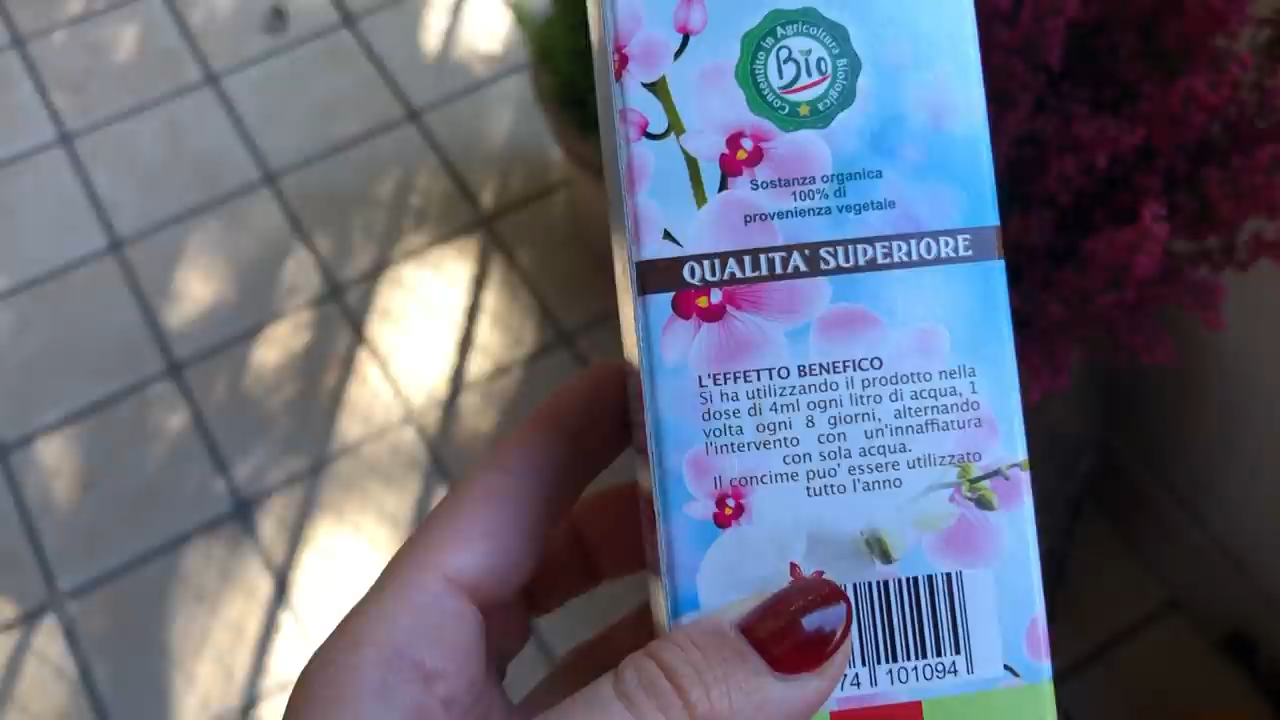 Consentito in Agricoltura Biologica
Bio
Sostanza organica
100% di
provenienza vegetale
QUALITA' SUPERIORE
L'EFFETTO BENEFICO
Si ha utilizzando il prodotto nella
dose di 4ml ogni litro di acqua, 1
volta ogni 8 giorni, alternando
l'intervento con un'innaffiatura
con sola acqua.
Il concime puo' essere utilizzato
tutto l'anno
74 101094